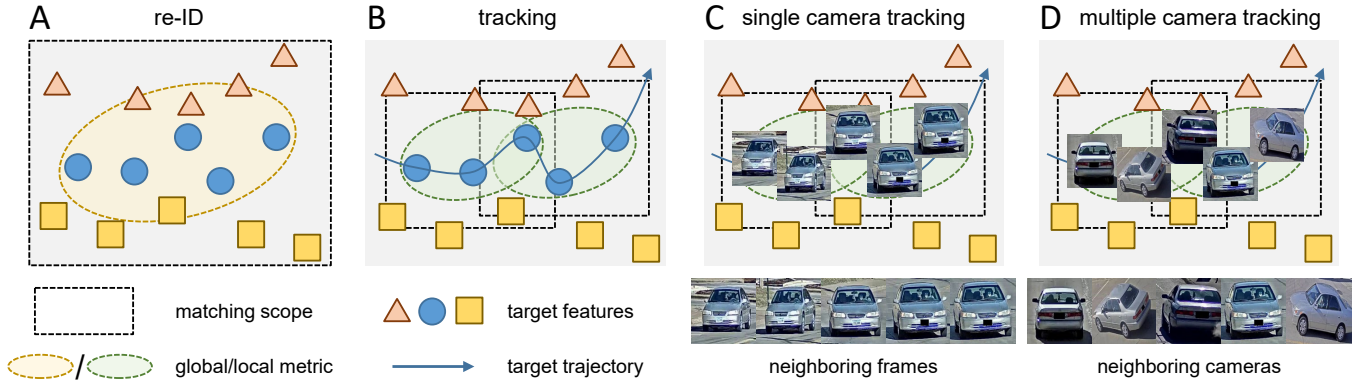 A re-ID
B tracking
C single camera tracking
D multiple camera tracking
matching scope
target features
global/local metric
target trajectory
neighboring frames
neighboring cameras